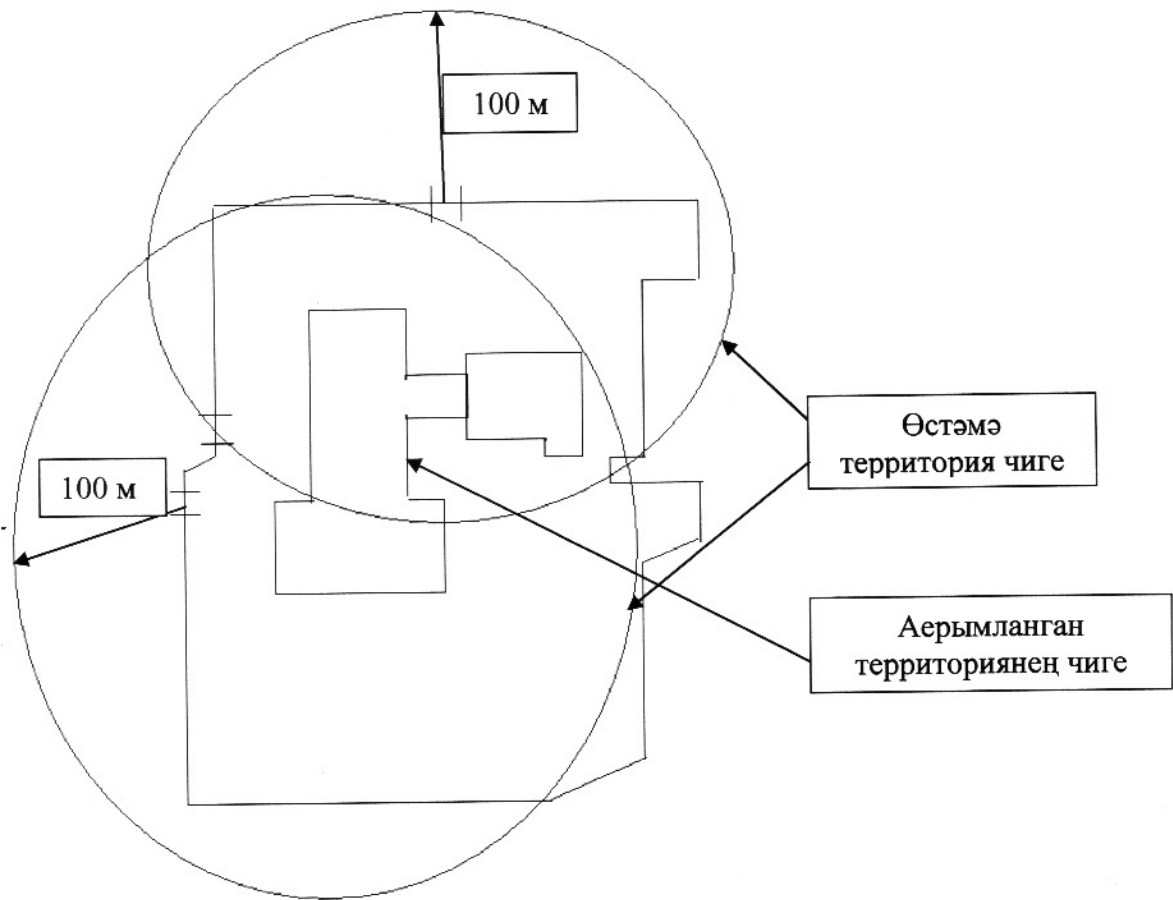 100 м
Өстәмә
территория чиге
100 м
Аерымланган
территориянең чиге